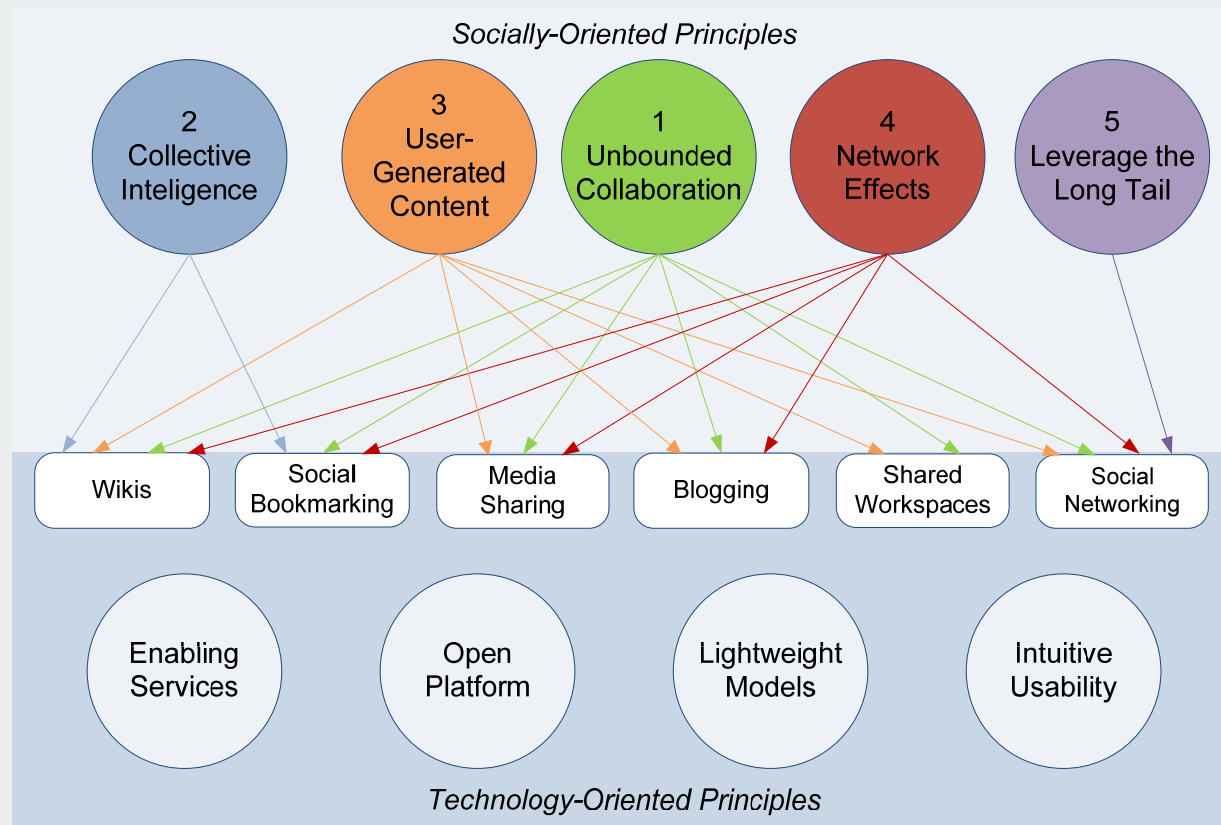 Socially-Oriented Principles
2
Collective
Inteligence
3
User-
Generated
Content
1
Unbounded
Collaboration
4
Network
Effects
5
Leverage the
Long Tail
Wikis
Social
Bookmarking
Media
Sharing
Blogging
Shared
Workspaces
Social
Networking
Enabling
Services
Open
Platform
Lightweight
Models
Intuitive
Usability
Technology-Oriented Principles